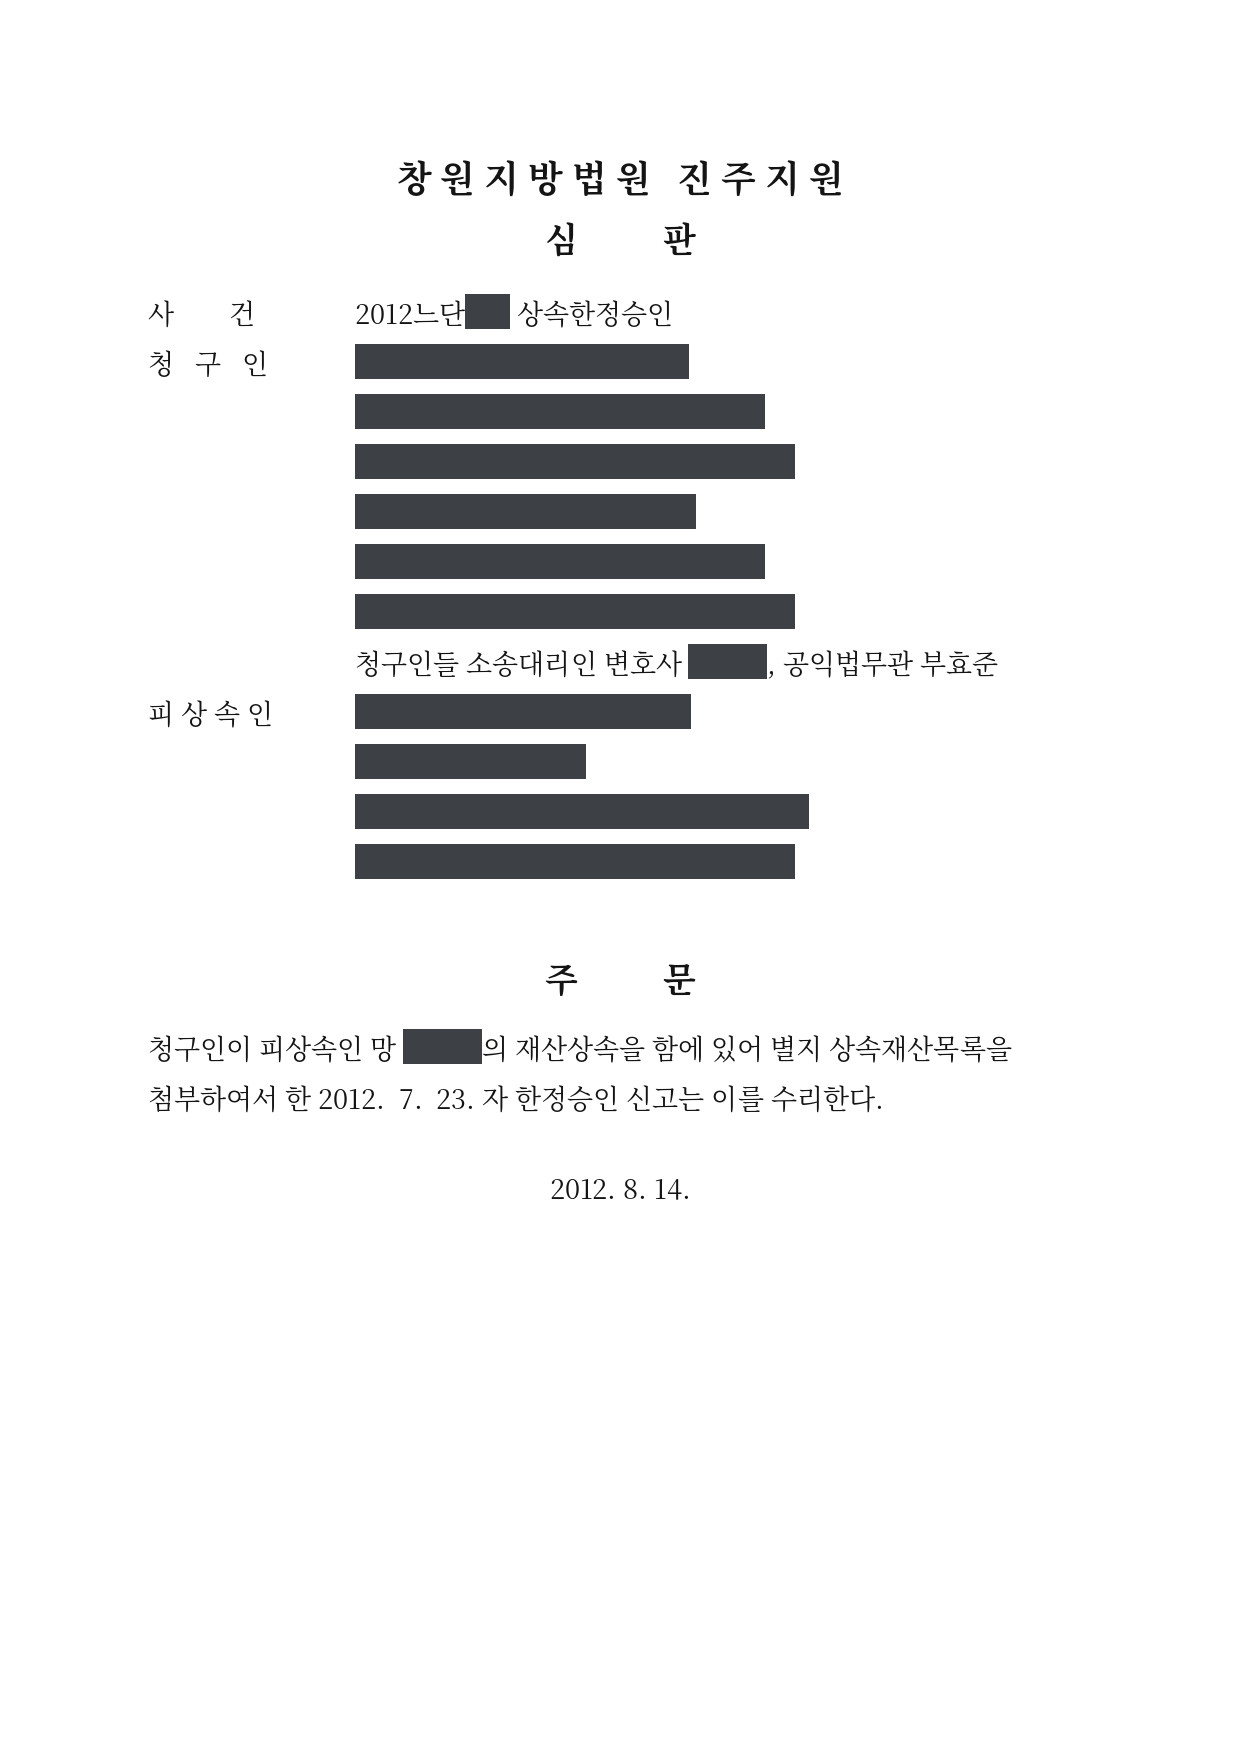 창원지방법원 진주지원
심 판
사 건 2012느단 상속한정승인
청 구 인
청구인들 소송대리인 변호사 , 공익법무관 부효준
피 상 속 인
주 문
청구인이 피상속인 망 의 재산상속을 함에 있어 별지 상속재산목록을
첨부하여서 한 2012. 7. 23. 자 한정승인 신고는 이를 수리한다.
2012. 8. 14.